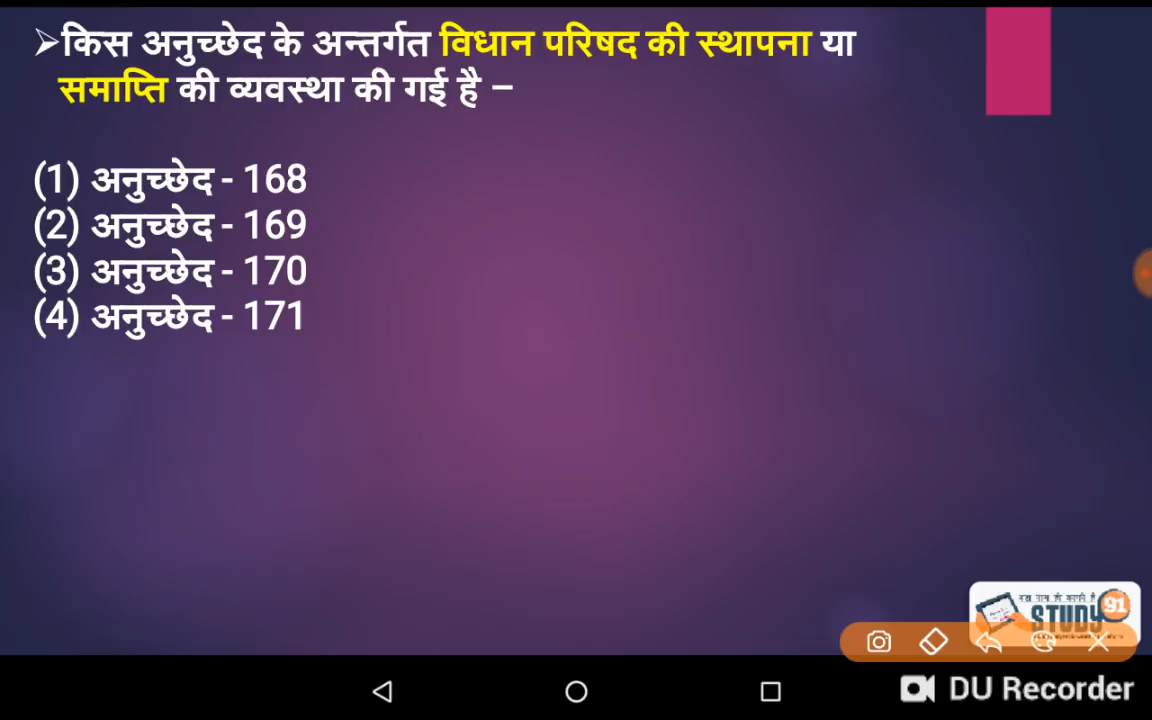 ➢किस अनुच्छेद के अन्तर्गत विधान परिषद की स्थापना या
समाप्ति की व्यवस्था की गई है –
(1) अनुच्छेद - 168
(2) अनुच्छेद - 169
(3) अनुच्छेद - 170
(4) अनुच्छेद - 171
91
STUDY
DU Recorder